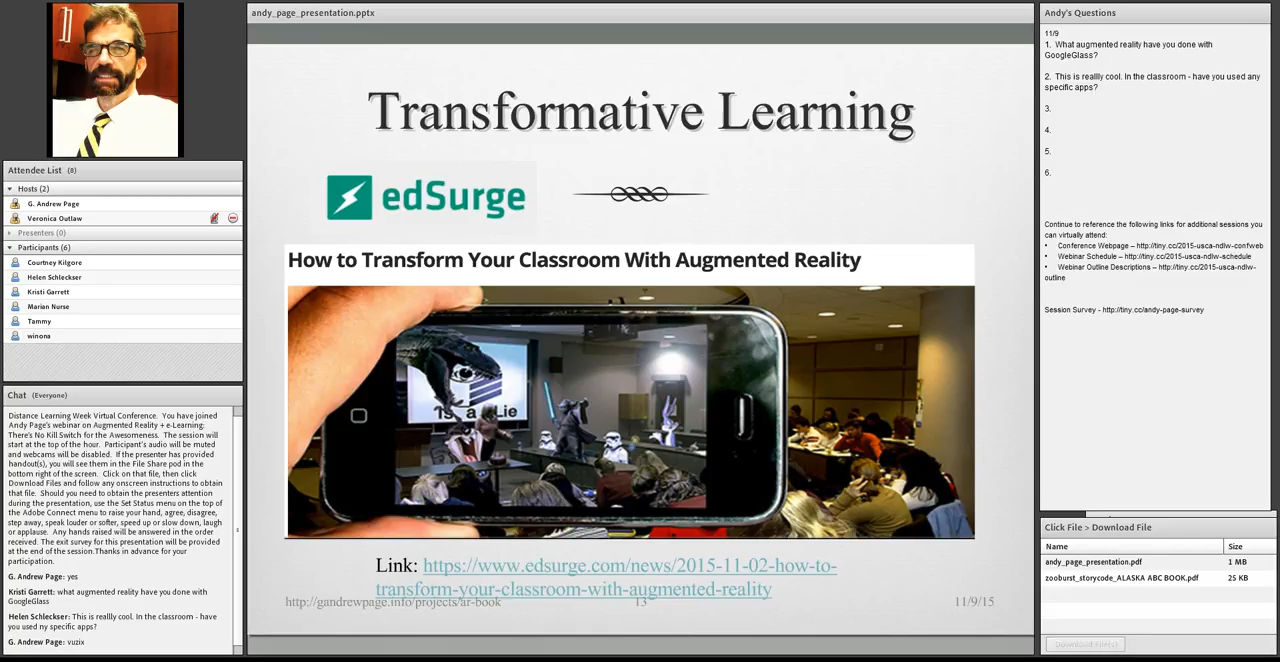 andy_page_presentation.pptx
Transformative Learning
edSurge
How to Transform Your Classroom With Augmented Reality
Is a Lie
Link: https://www.edsurge.com/news/2015-11-02-how-to-
transform-your-classroom-with-augmented-reality
http://gandrewpage.info/projects/ar-book
13
11/9/15
Attendee List (8)
Hosts (2)
G. Andrew Page
Veronica Outlaw
Presenters (0)
Participants (6)
Courtney Kilgore
Helen Schleckser
Kristi Garrett
Marian Nurse
Tammy
winona
Chat (Everyone)
Distance Learning Week Virtual Conference. You have joined
Andy Page's webinar on Augmented Reality + e-Learning:
There's No Kill Switch for the Awesomeness. The session will
start at the top of the hour. Participant's audio will be muted
and webcams will be disabled. If the presenter has provided
handout(s), you will see them in the File Share pod in the
bottom right of the screen. Click on that file, then click
Download Files and follow any onscreen instructions to obtain
that file. Should you need to obtain the presenters attention
during the presentation, use the Set Status menu on the top of
the Adobe Connect menu to raise your hand, agree, disagree,
step away, speak louder or softer, speed up or slow down, laugh
or applause. Any hands raised will be answered in the order
received. The exit survey for this presentation will be provided
at the end of the session.Thanks in advance for your
participation.
G. Andrew Page: yes
Kristi Garrett: what augmented reality have you done with
GoogleGlass
Helen Schleckser: This is reallly cool. In the classroom - have
you used ny specific apps?
G. Andrew Page: vuzix
Andy's Questions
11/9
1. What augmented reality have you done with
GoogleGlass?
2. This is reallly cool. In the classroom - have you used any
specific apps?
3.
4.
5.
6.
Continue to reference the following links for additional sessions you
can virtually attend:
• Conference Webpage – http://tiny.cc/2015-usca-ndlw-confweb
• Webinar Schedule – http://tiny.cc/2015-usca-ndlw-schedule
• Webinar Outline Descriptions – http://tiny.cc/2015-usca-ndlw-
outline
Session Survey - http://tiny.cc/andy-page-survey
Click File > Download File
Name Size
andy_page_presentation.pdf 1 MB
zooburst_storycode_ALASKA ABC BOOK.pdf 25 KB
Download File(s)